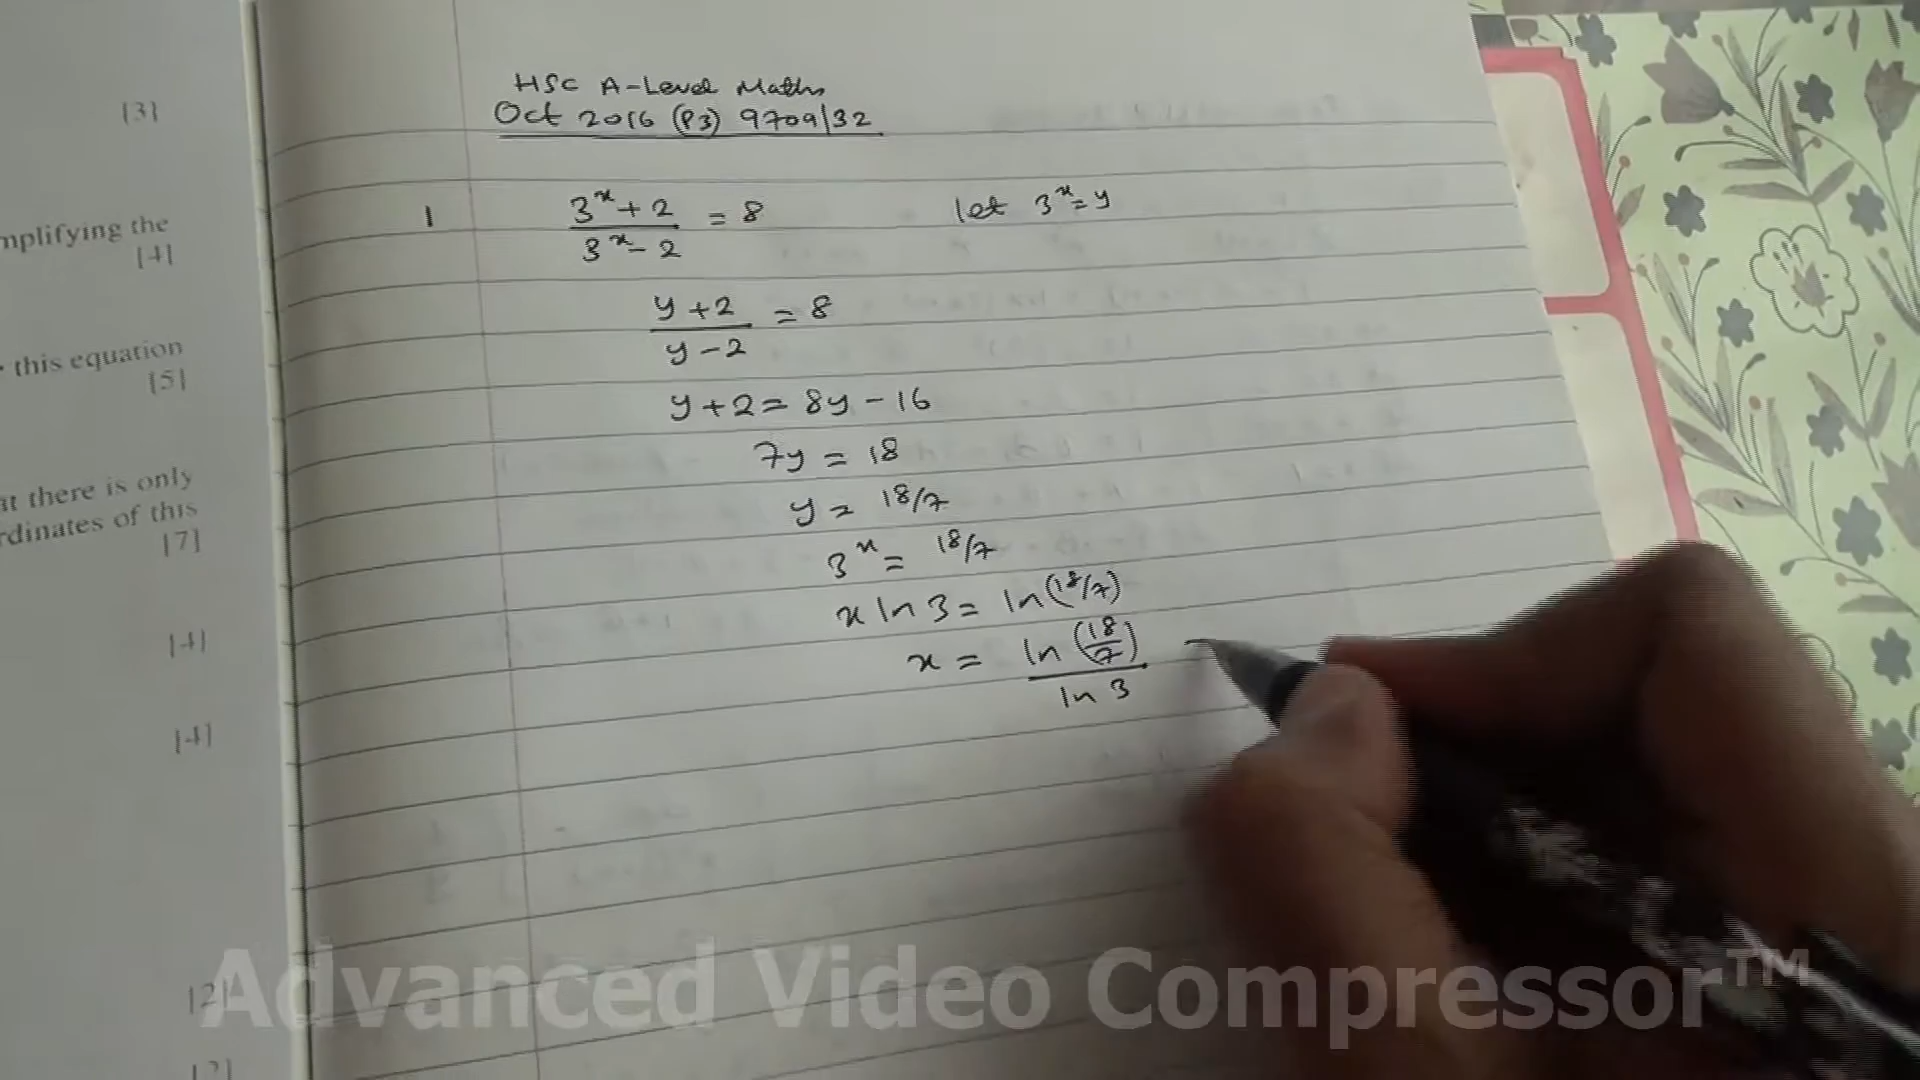 [3]
mplifying the
[4]
this equation
[5]
at there is only
rdinates of this
[7]
[4]
[4]
[2]
HSC A-Level Maths
Oct 2016 (P3) 9709/32
1
3^x + 2 / 3^x - 2 = 8
let 3^x = y
y + 2 / y - 2 = 8
y + 2 = 8y - 16
7y = 18
y = 18/7
3^x = 18/7
x ln 3 = ln (18/7)
x = ln (18/7) / ln 3
Advanced Video Compressor™